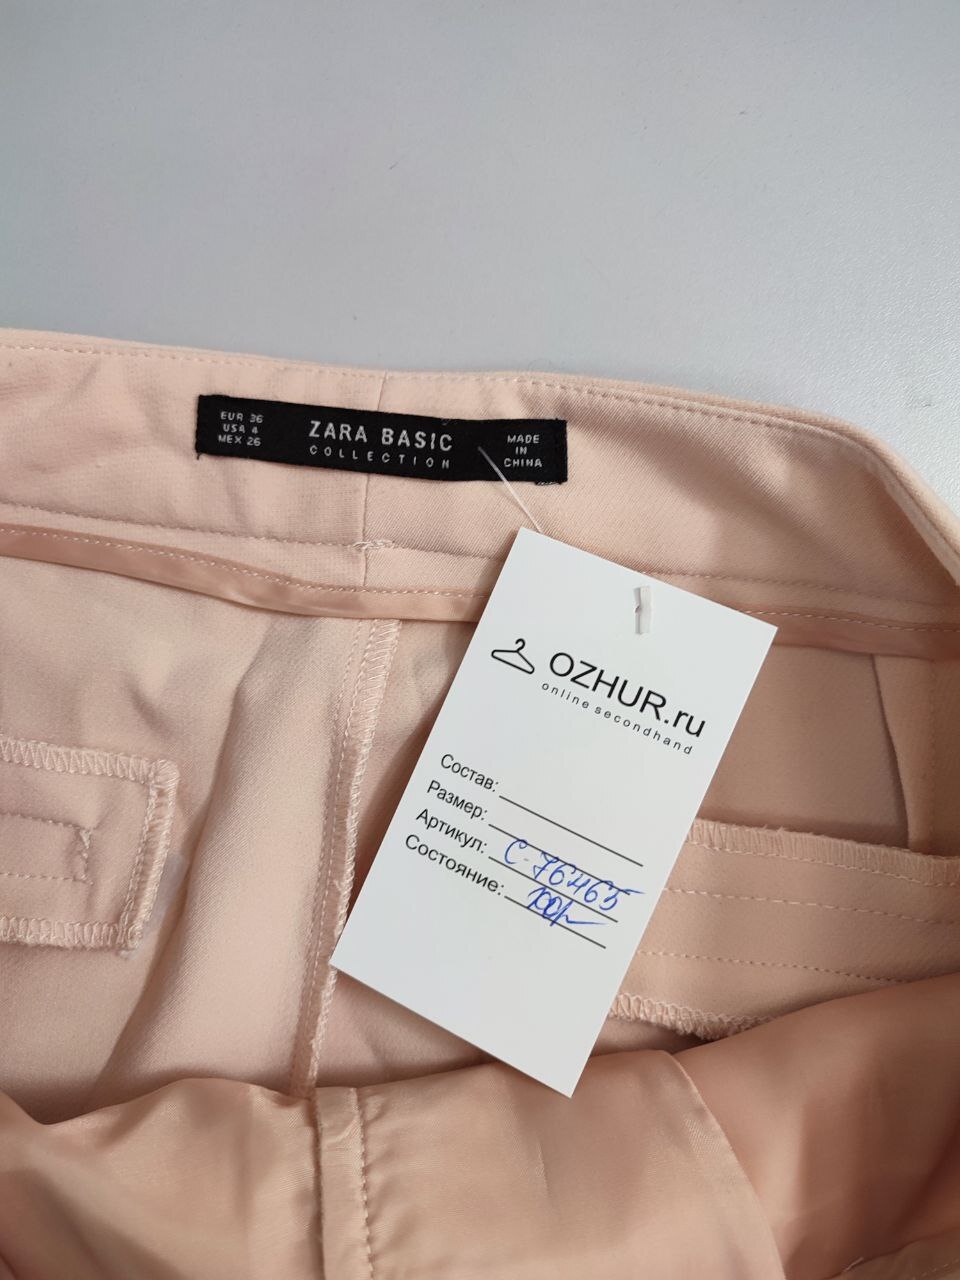 EUR 36
USA 4
MEX 26
ZARA BASIC
COLLECTION
MADE
IN
CHINA
OZHUR.ru
online secondhand
Состав:
Размер:
Артикул: С-76465
Состояние: хор